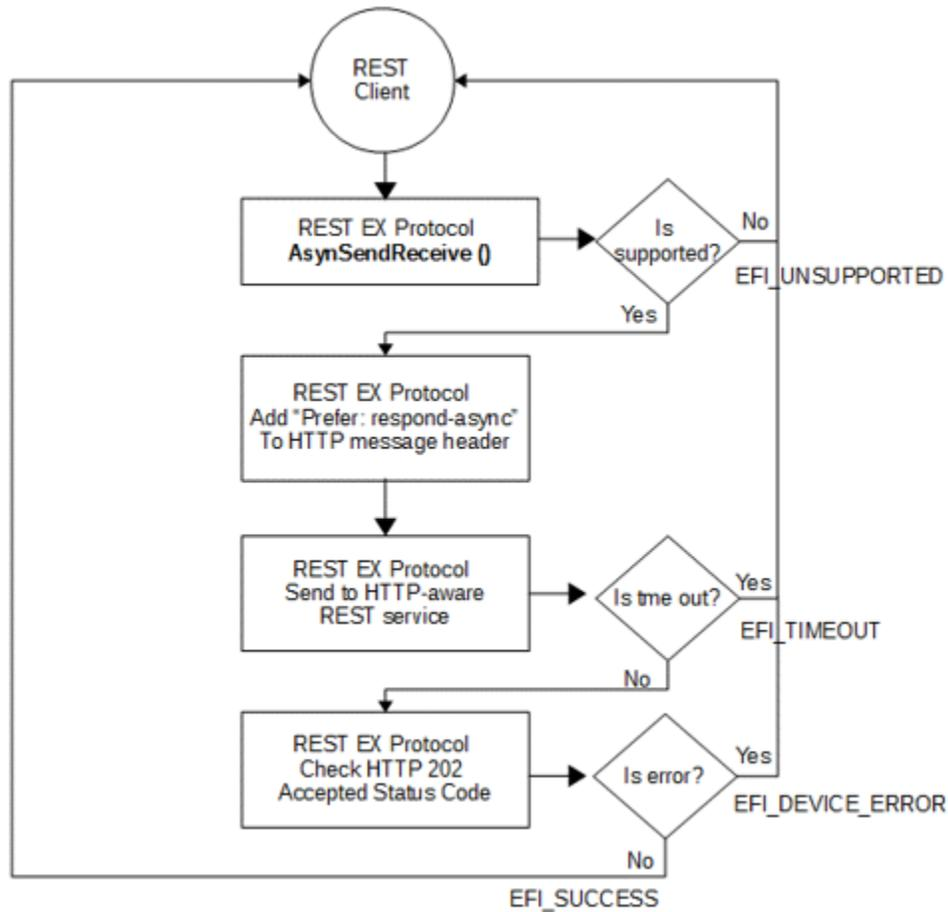 REST
Client
REST EX Protocol
AsynSendReceive ()
Is
supported?
No
EFI_UNSUPPORTED
Yes
REST EX Protocol
Add "Prefer: respond-async"
To HTTP message header
REST EX Protocol
Send to HTTP-aware
REST service
Is tme out?
Yes
EFI_TIMEOUT
No
REST EX Protocol
Check HTTP 202
Accepted Status Code
Is error?
Yes
EFI_DEVICE_ERROR
No
EFI_SUCCESS